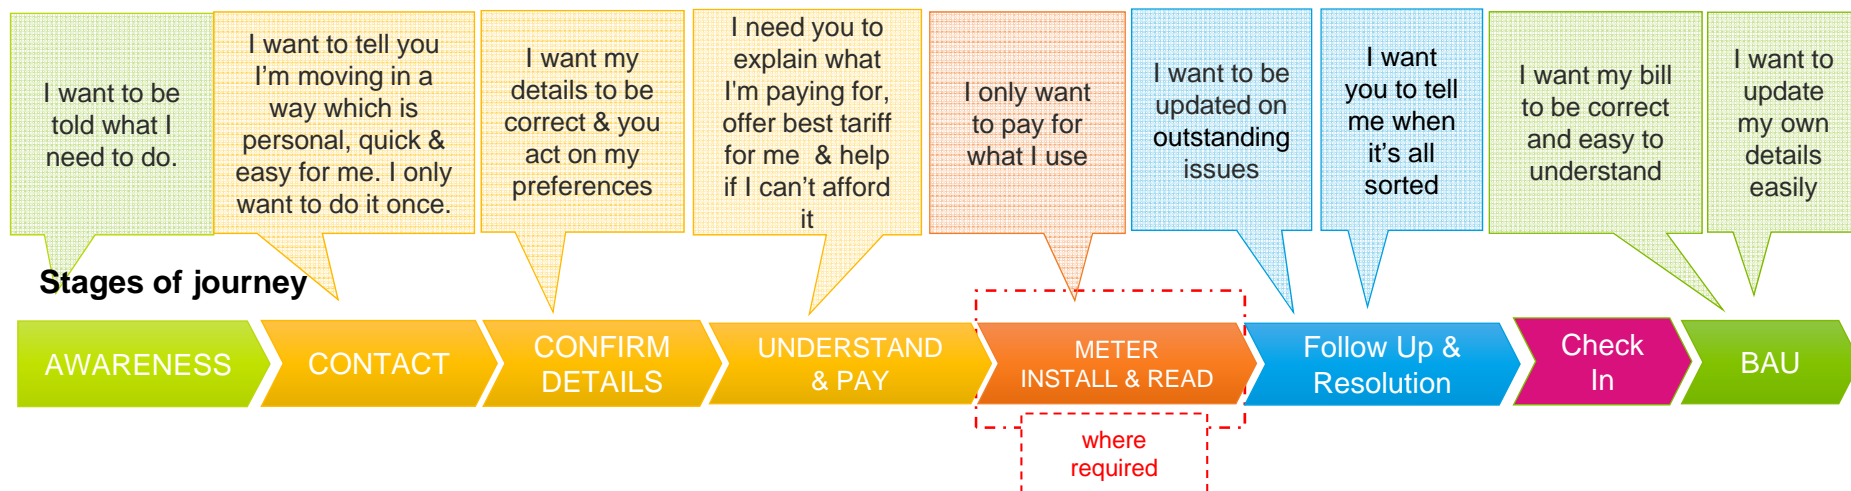 I want to be
told what I
need to do.
I want to tell you
I'm moving in a
way which is
personal, quick &
easy for me. I only
want to do it once.
I want my
details to be
correct & you
act on my
preferences
I need you to
explain what
I'm paying for,
offer best tariff
for me & help
if I can't afford
it
I only want
to pay for
what I use
I want to be
updated on
outstanding
issues
I want
you to tell
me when
it's all
sorted
I want my bill
to be correct
and easy to
understand
I want to
update
my own
details
easily
Stages of journey
AWARENESS
CONTACT
CONFIRM
DETAILS
UNDERSTAND
& PAY
METER
INSTALL & READ
Follow Up &
Resolution
Check
In
BAU
where
required